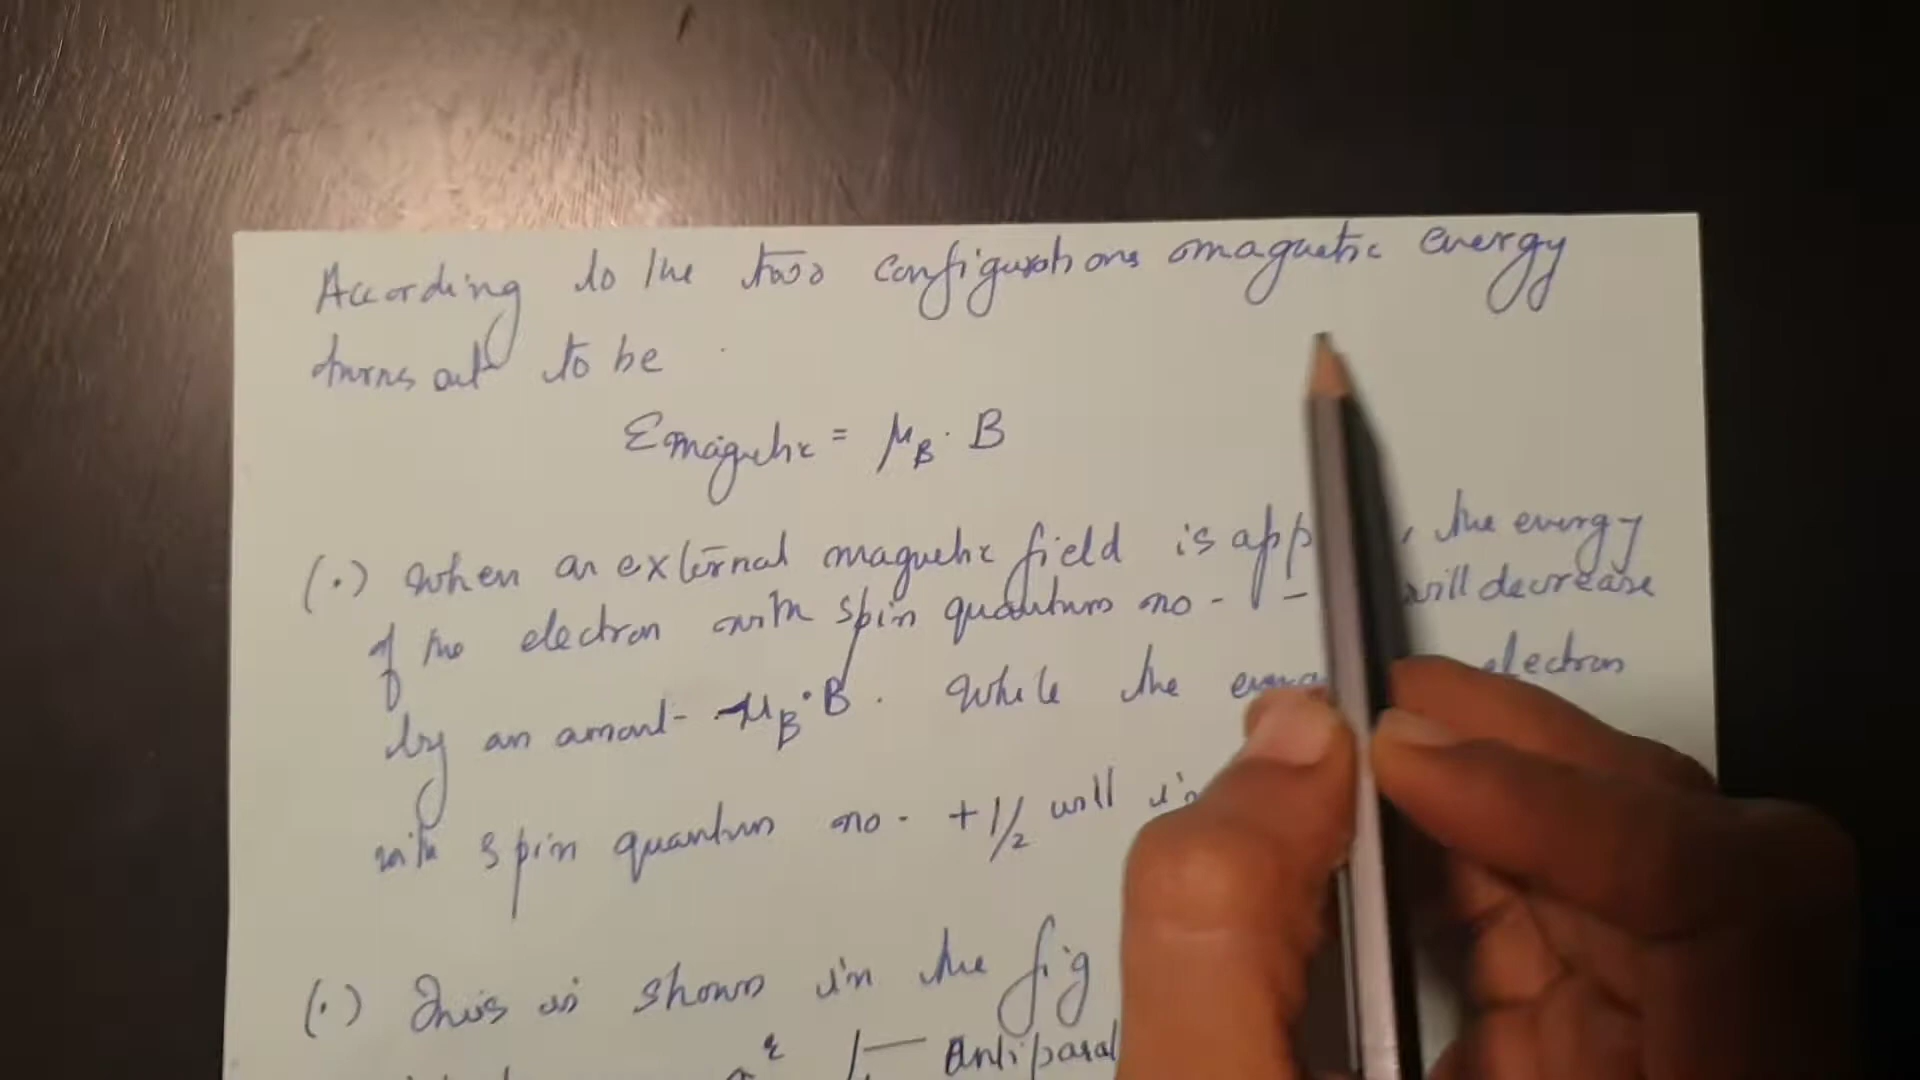 According to the two configurations magnetic energy
turns out to be
Emagnetic = μB · B
(·) When an external magnetic field is app , the energy
of the electron with spin quantum no - - will decrease
by an amount - -μB·B . While the electron
with spin quantum no - +1/2 will in
(·) This is shown in the fig
ε Antiparal